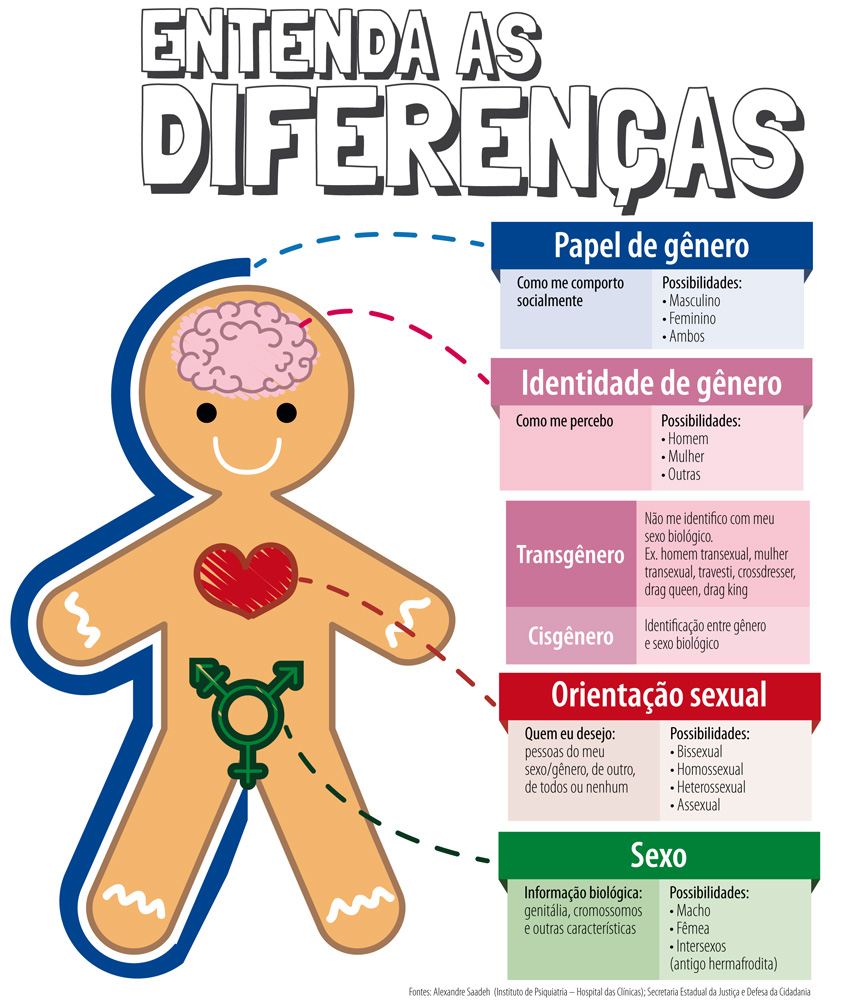 ENTENDA AS
DIFERENÇAS
Papel de gênero
Como me comporto
socialmente
Possibilidades:
• Masculino
• Feminino
• Ambos
Identidade de gênero
Como me percebo
Possibilidades:
• Homem
• Mulher
• Outras
Transgênero
Não me identifico com meu
sexo biológico.
Ex. homem transexual, mulher
transexual, travesti, crossdresser,
drag queen, drag king
Cisgênero
Identificação entre gênero
e sexo biológico
Orientação sexual
Quem eu desejo:
pessoas do meu
sexo/gênero, de outro,
de todos ou nenhum
Possibilidades:
• Bissexual
• Homossexual
• Heterossexual
• Assexual
Sexo
Informação biológica:
genitália, cromossomos
e outras características
Possibilidades:
• Macho
• Fêmea
• Intersexos
(antigo hermafrodita)
Fontes: Alexandre Saadeh (Instituto de Psiquiatria – Hospital das Clínicas); Secretaria Estadual da Justiça e Defesa da Cidadania